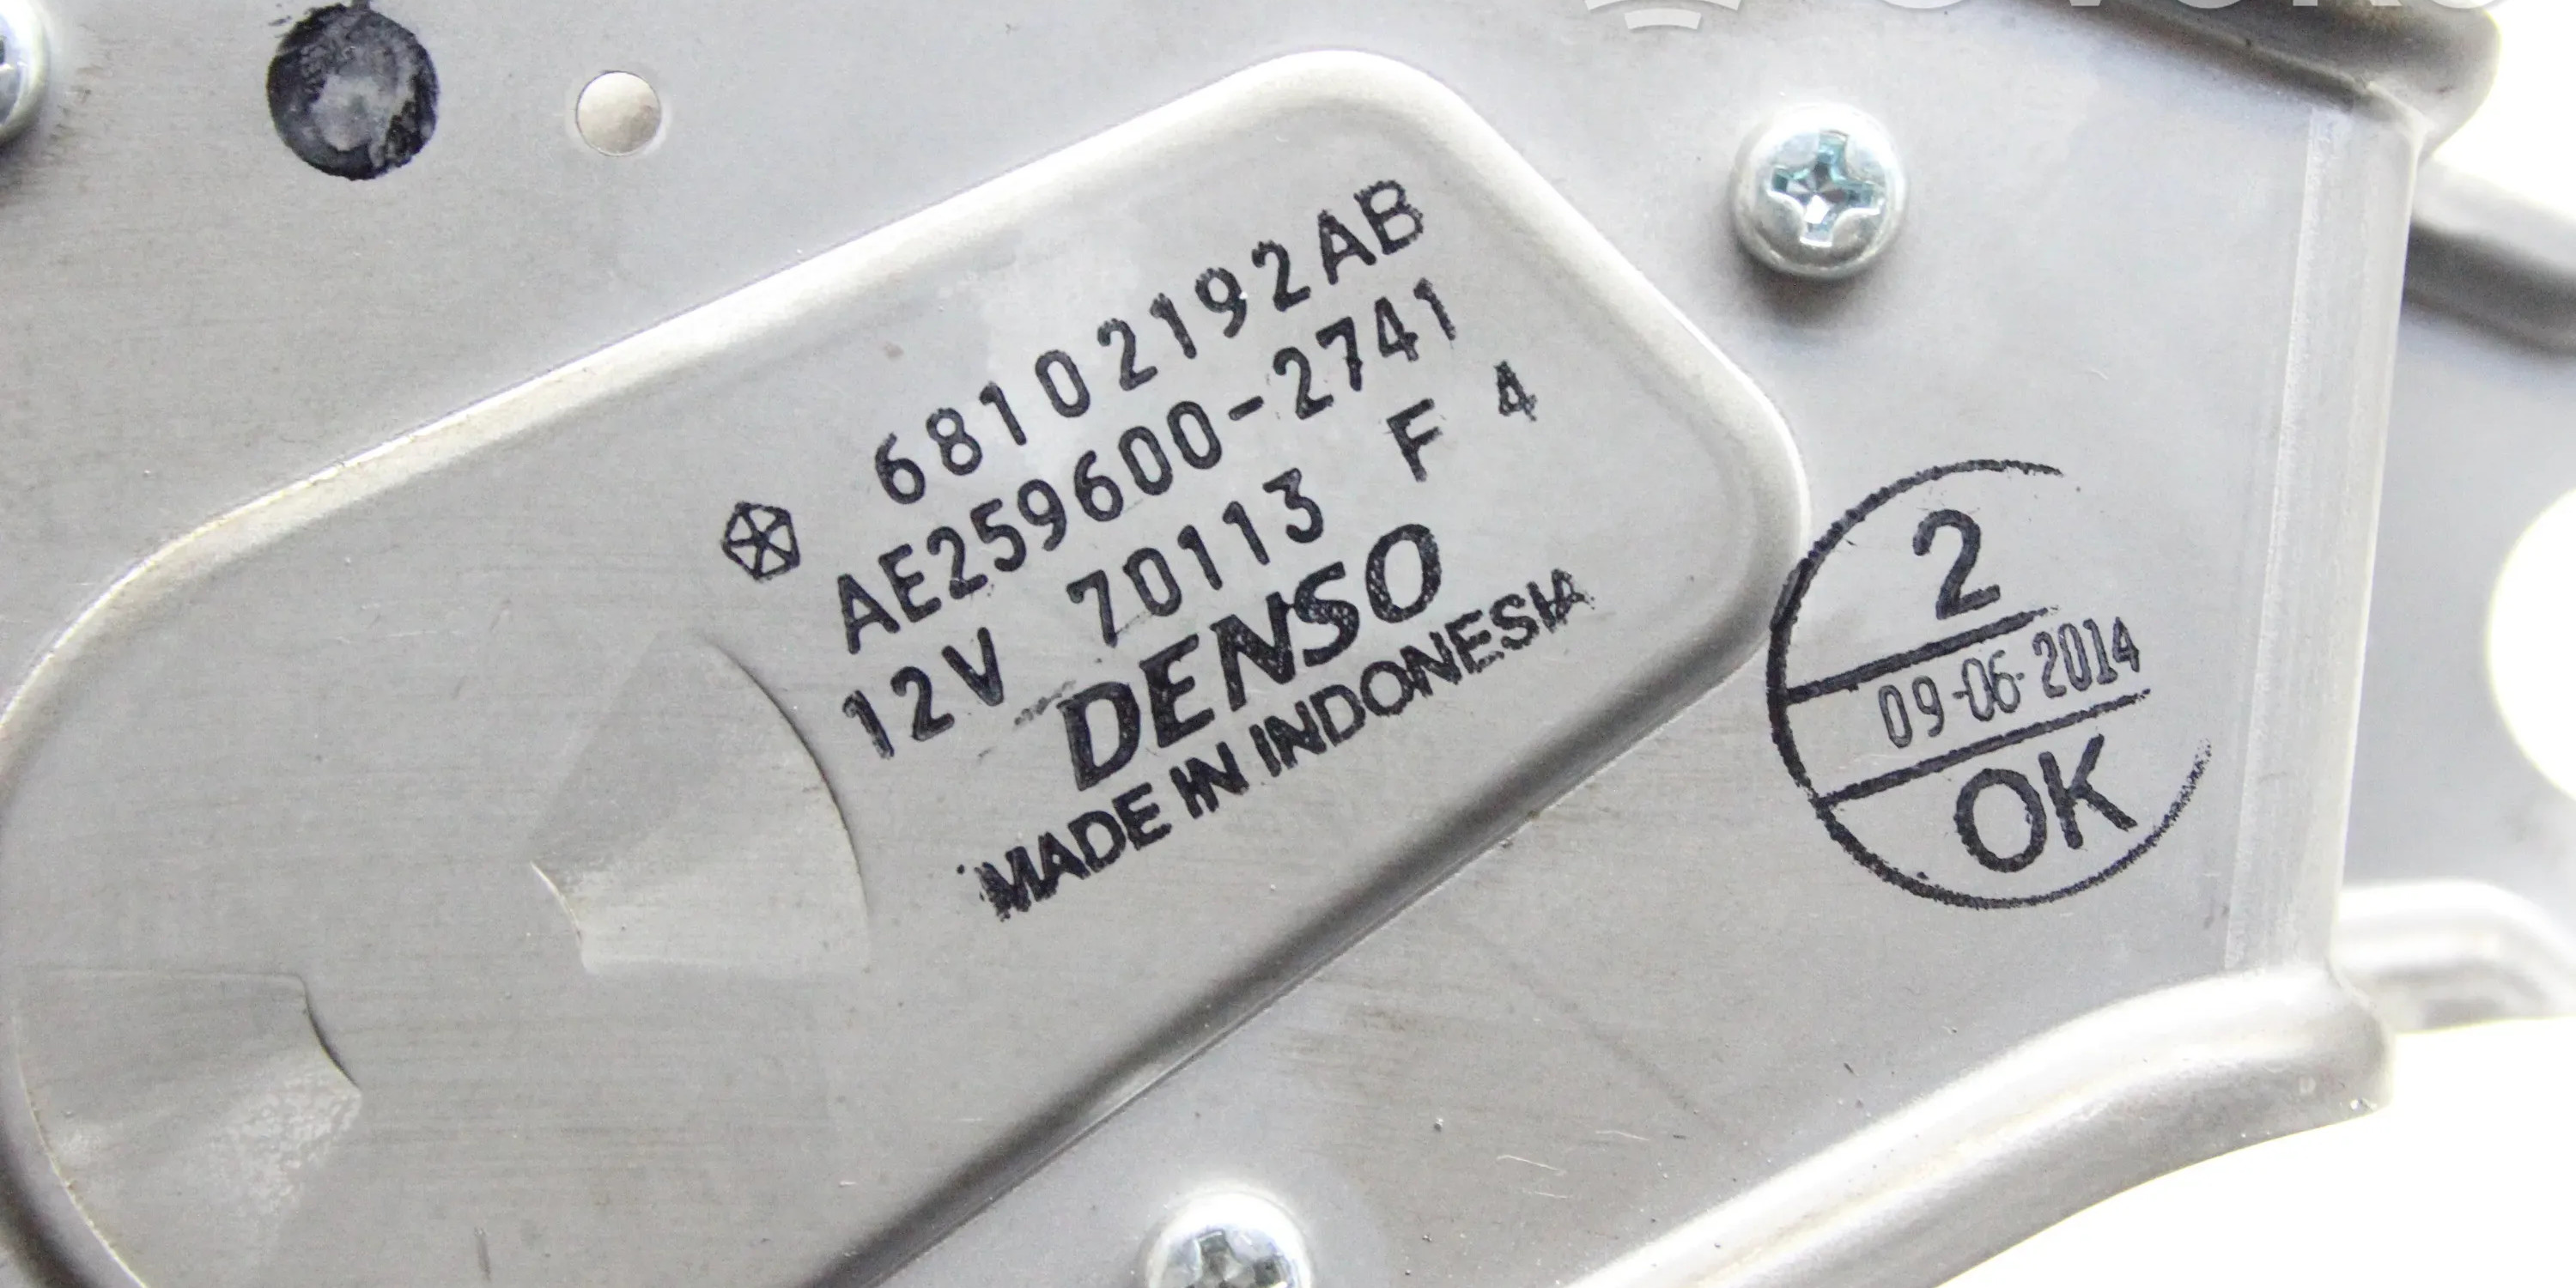 68102192AB
AE259600-2741
12V 70113 F 4
DENSO
MADE IN INDONESIA
2
09-06-2014
OK